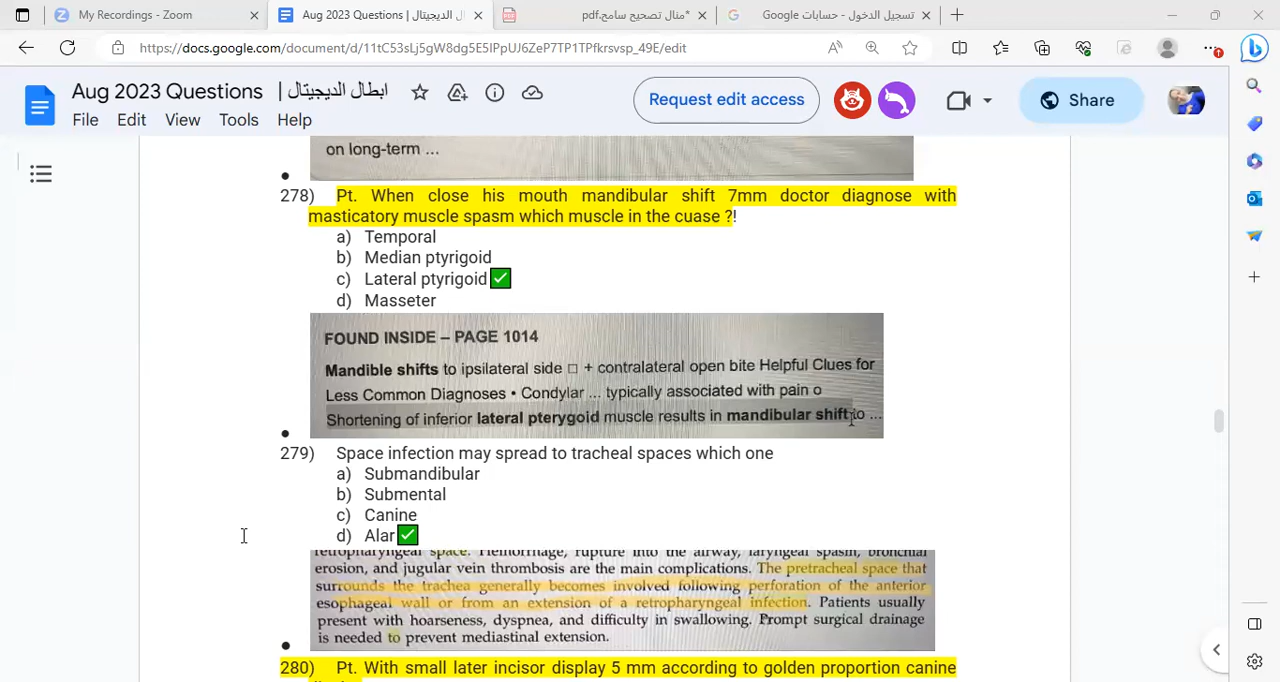 My Recordings - Zoom
Aug 2023 Questions | ابطال الديجيتال
منال تصحيح سامح.pdf*
تسجيل الدخول - حسابات Google
https://docs.google.com/document/d/11tC53sLj5gW8dg5E5IPpUJ6ZeP7TP1TPfkrsvsp_49E/edit
Aug 2023 Questions | ابطال الديجيتال
Request edit access
Share
File Edit View Tools Help
on long-term ...
278) Pt. When close his mouth mandibular shift 7mm doctor diagnose with
masticatory muscle spasm which muscle in the cuase ?!
a) Temporal
b) Median ptyrigoid
c) Lateral ptyrigoid
d) Masseter
FOUND INSIDE – PAGE 1014
Mandible shifts to ipsilateral side □ + contralateral open bite Helpful Clues for
Less Common Diagnoses • Condylar ... typically associated with pain o
Shortening of inferior lateral pterygoid muscle results in mandibular shift to ...
279) Space infection may spread to tracheal spaces which one
a) Submandibular
b) Submental
c) Canine
d) Alar
retropharyngeal space. Hemorrhage, rupture into the airway, laryngeal spasm, bronchial
erosion, and jugular vein thrombosis are the main complications. The pretracheal space that
surrounds the trachea generally becomes involved following perforation of the anterior
esophageal wall or from an extension of a retropharyngeal infection. Patients usually
present with hoarseness, dyspnea, and difficulty in swallowing. Prompt surgical drainage
is needed to prevent mediastinal extension.
280) Pt. With small later incisor display 5 mm according to golden proportion canine